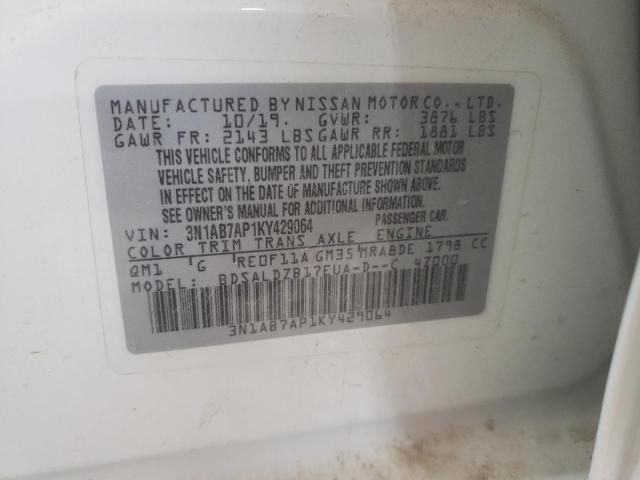 MANUFACTURED BY NISSAN MOTOR CO., LTD.
DATE: 10/19. GVWR: 3876 LBS
GAWR FR: 2143 LBS GAWR RR: 1881 LBS
THIS VEHICLE CONFORMS TO ALL APPLICABLE FEDERAL MOTOR
VEHICLE SAFETY, BUMPER AND THEFT PREVENTION STANDARDS
IN EFFECT ON THE DATE OF MANUFACTURE SHOWN ABOVE.
SEE OWNER'S MANUAL FOR ADDITIONAL INFORMATION.
VIN: 3N1AB7AP1KY429064 PASSENGER CAR.
COLOR TRIM TRANS AXLE ENGINE
QM1 G RE0F11A GM35 MRA8DE 1798 CC
MODEL: BDSALDZB17EUA-D--C 47000
3N1AB7AP1KY429064